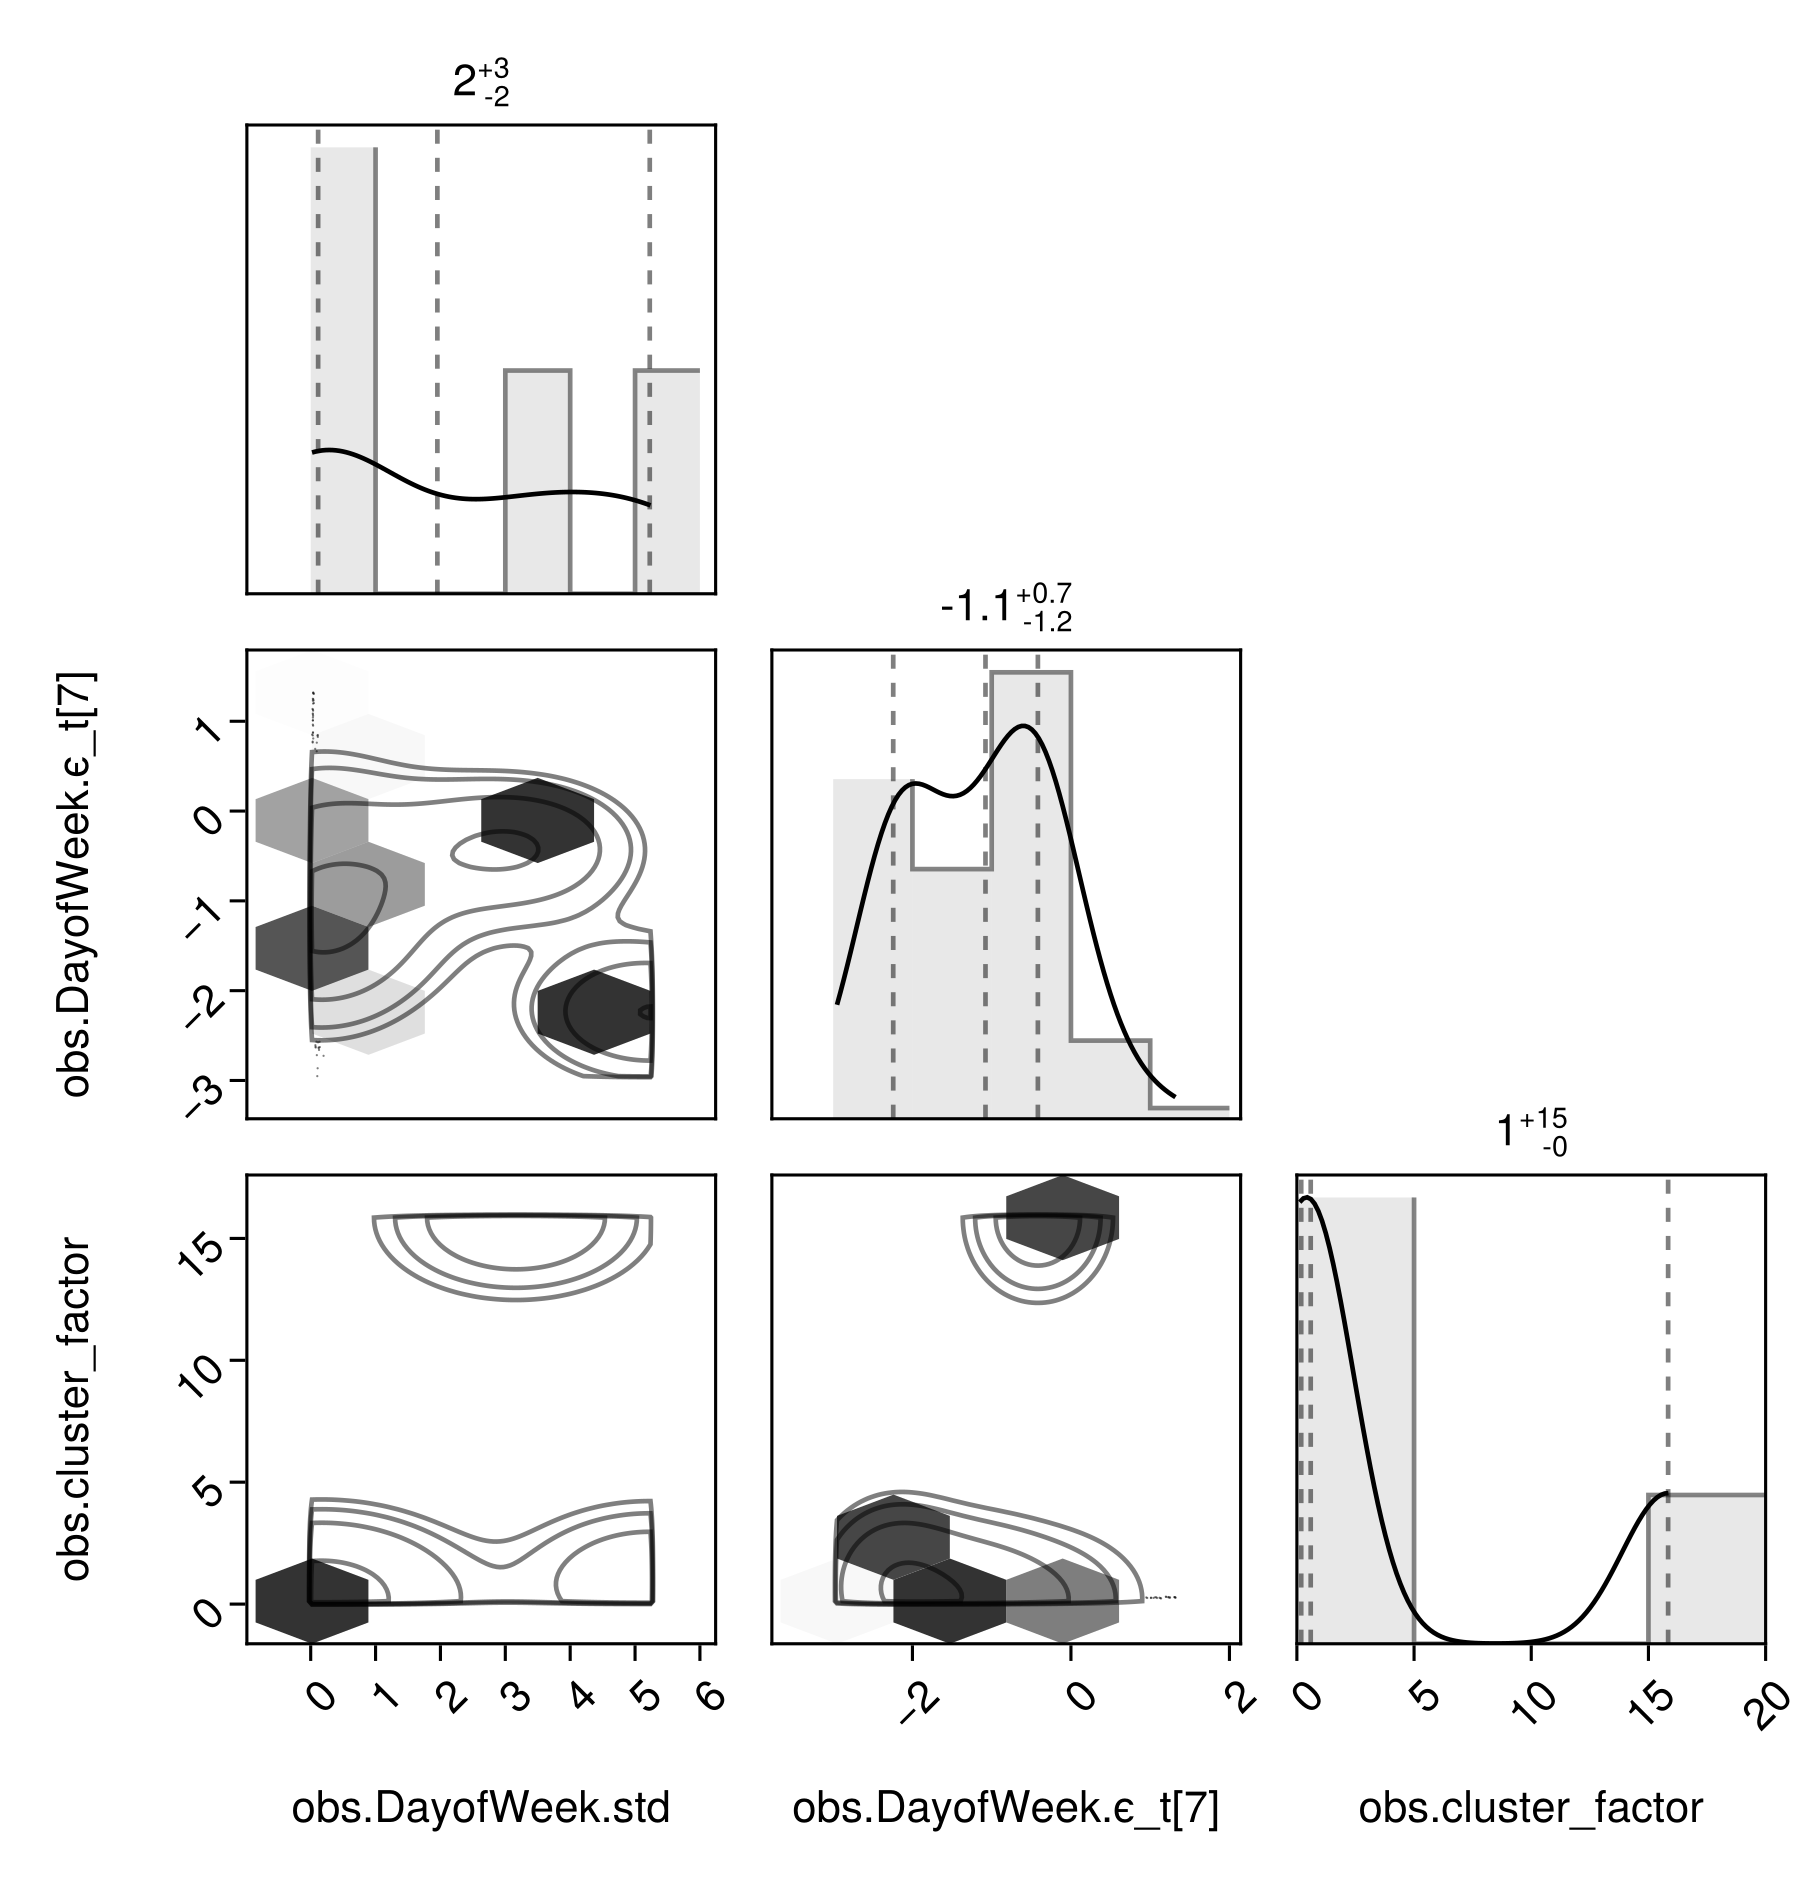 2+3-2
obs.DayofWeek.ϵ_t[7]
1
0
−1
−2
−3
-1.1+0.7-1.2
obs.cluster_factor
15
10
5
0
1+15-0
0 1 2 3 4 5 6
−2 0 2
0 5 10 15 20
obs.DayofWeek.std
obs.DayofWeek.ϵ_t[7]
obs.cluster_factor